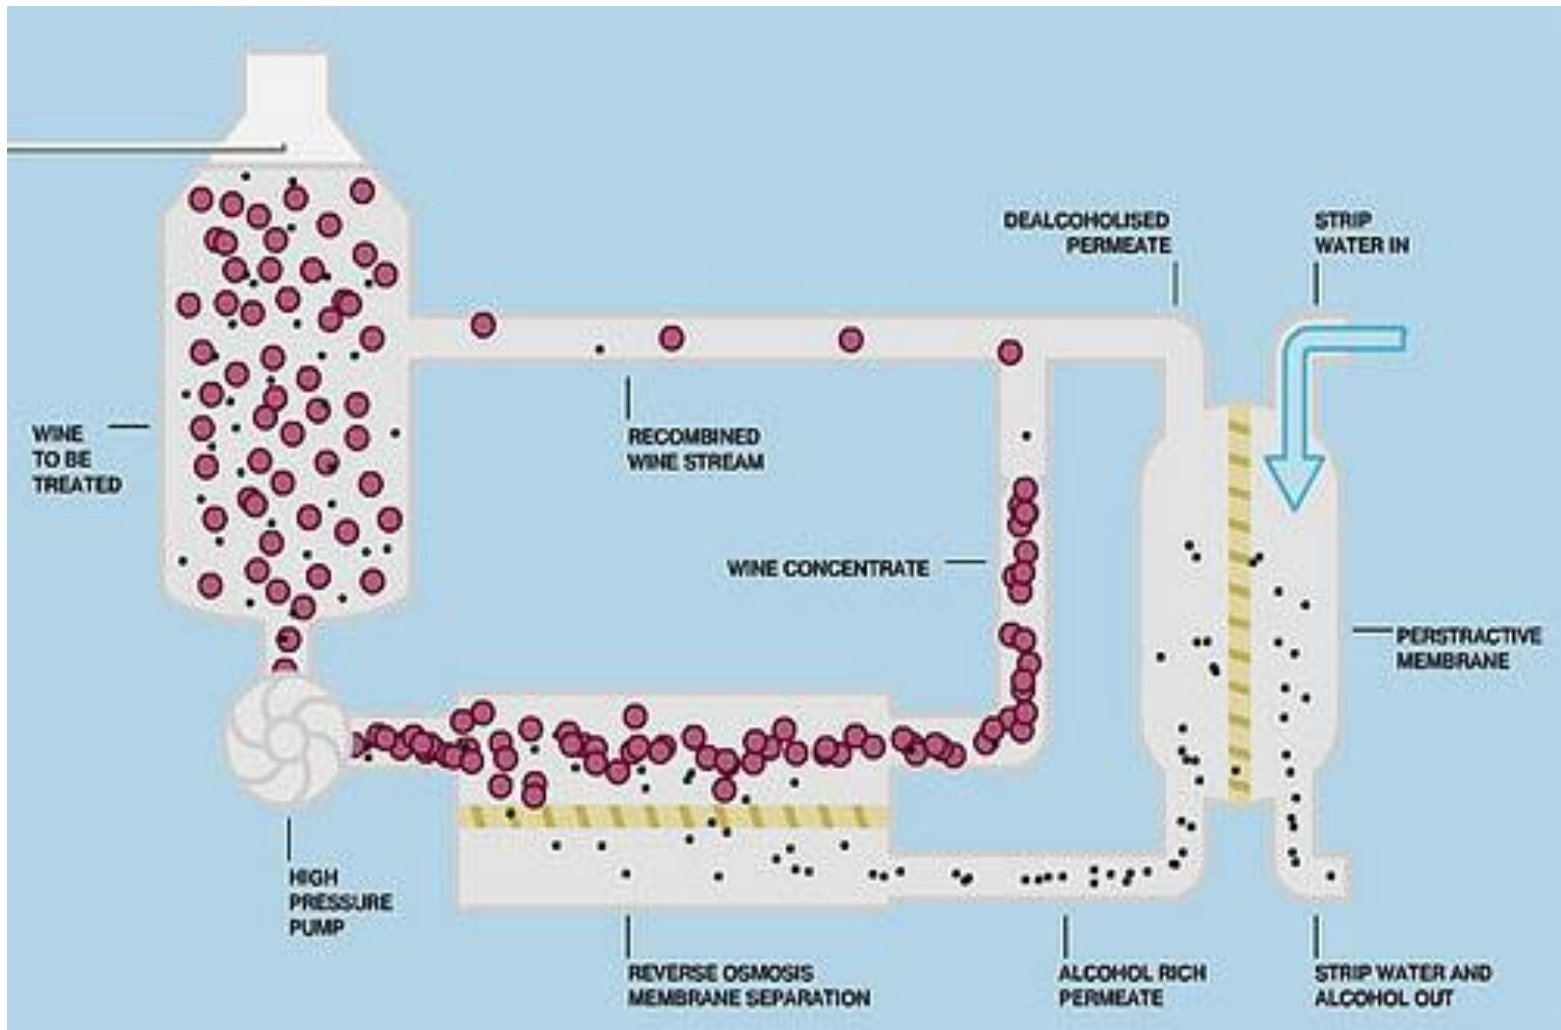 DEALCOHOLISED
PERMEATE
STRIP
WATER IN
WINE
TO BE
TREATED
RECOMBINED
WINE STREAM
WINE CONCENTRATE
PERSTRACTIVE
MEMBRANE
HIGH
PRESSURE
PUMP
REVERSE OSMOSIS
MEMBRANE SEPARATION
ALCOHOL RICH
PERMEATE
STRIP WATER AND
ALCOHOL OUT